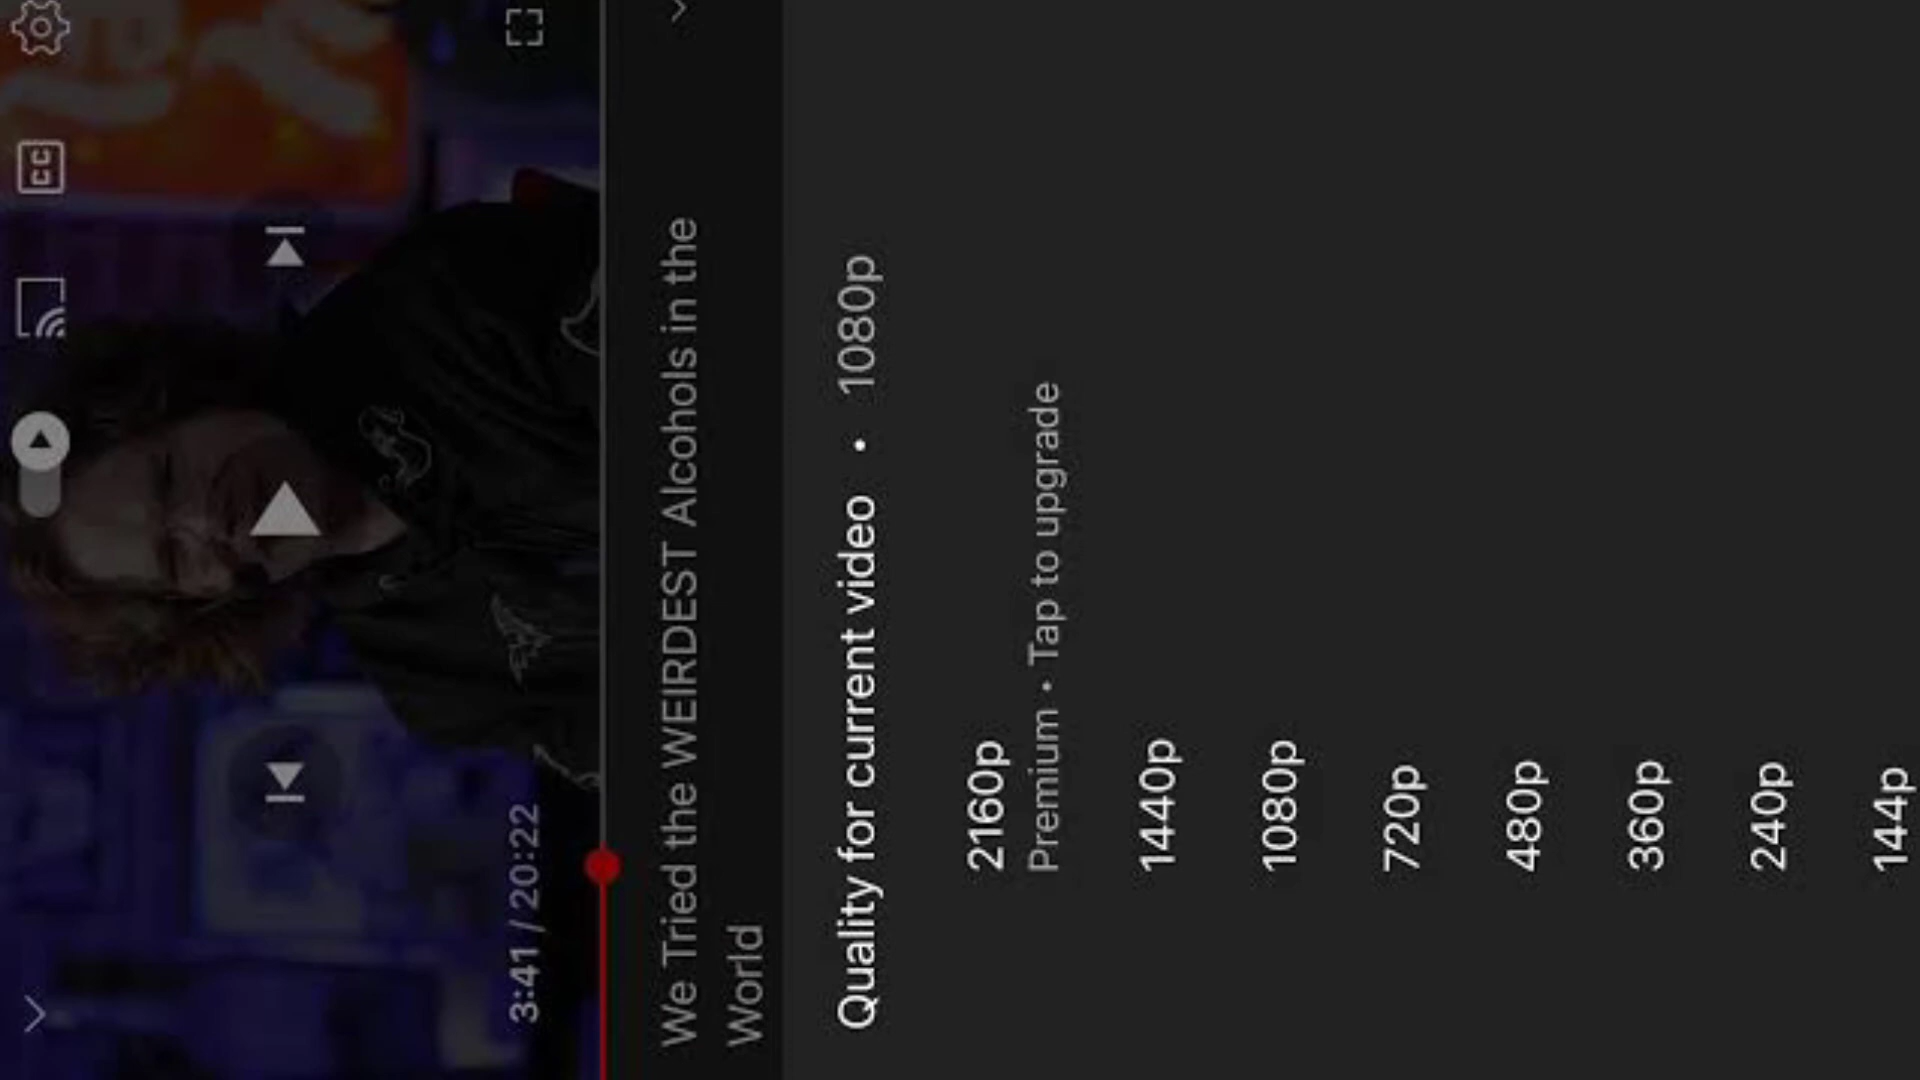 CC
3:41 / 20:22
We Tried the WEIRDEST Alcohols in the
World
Quality for current video • 1080p
2160p
Premium • Tap to upgrade
1440p
1080p
720p
480p
360p
240p
144p